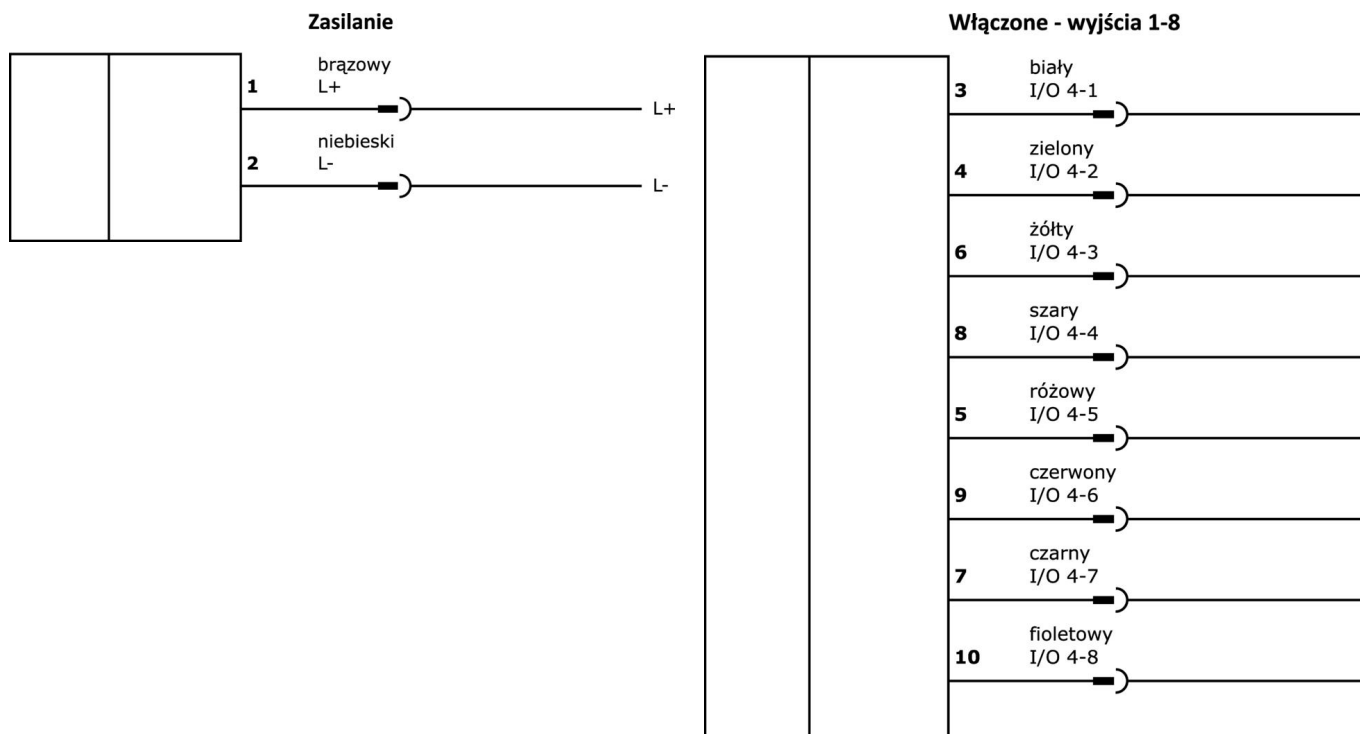 Zasilanie
1
brązowy
L+
L+
2
niebieski
L-
L-
Włączone - wyjścia 1-8
3
biały
I/O 4-1
4
zielony
I/O 4-2
6
żółty
I/O 4-3
8
szary
I/O 4-4
5
różowy
I/O 4-5
9
czerwony
I/O 4-6
7
czarny
I/O 4-7
10
fioletowy
I/O 4-8